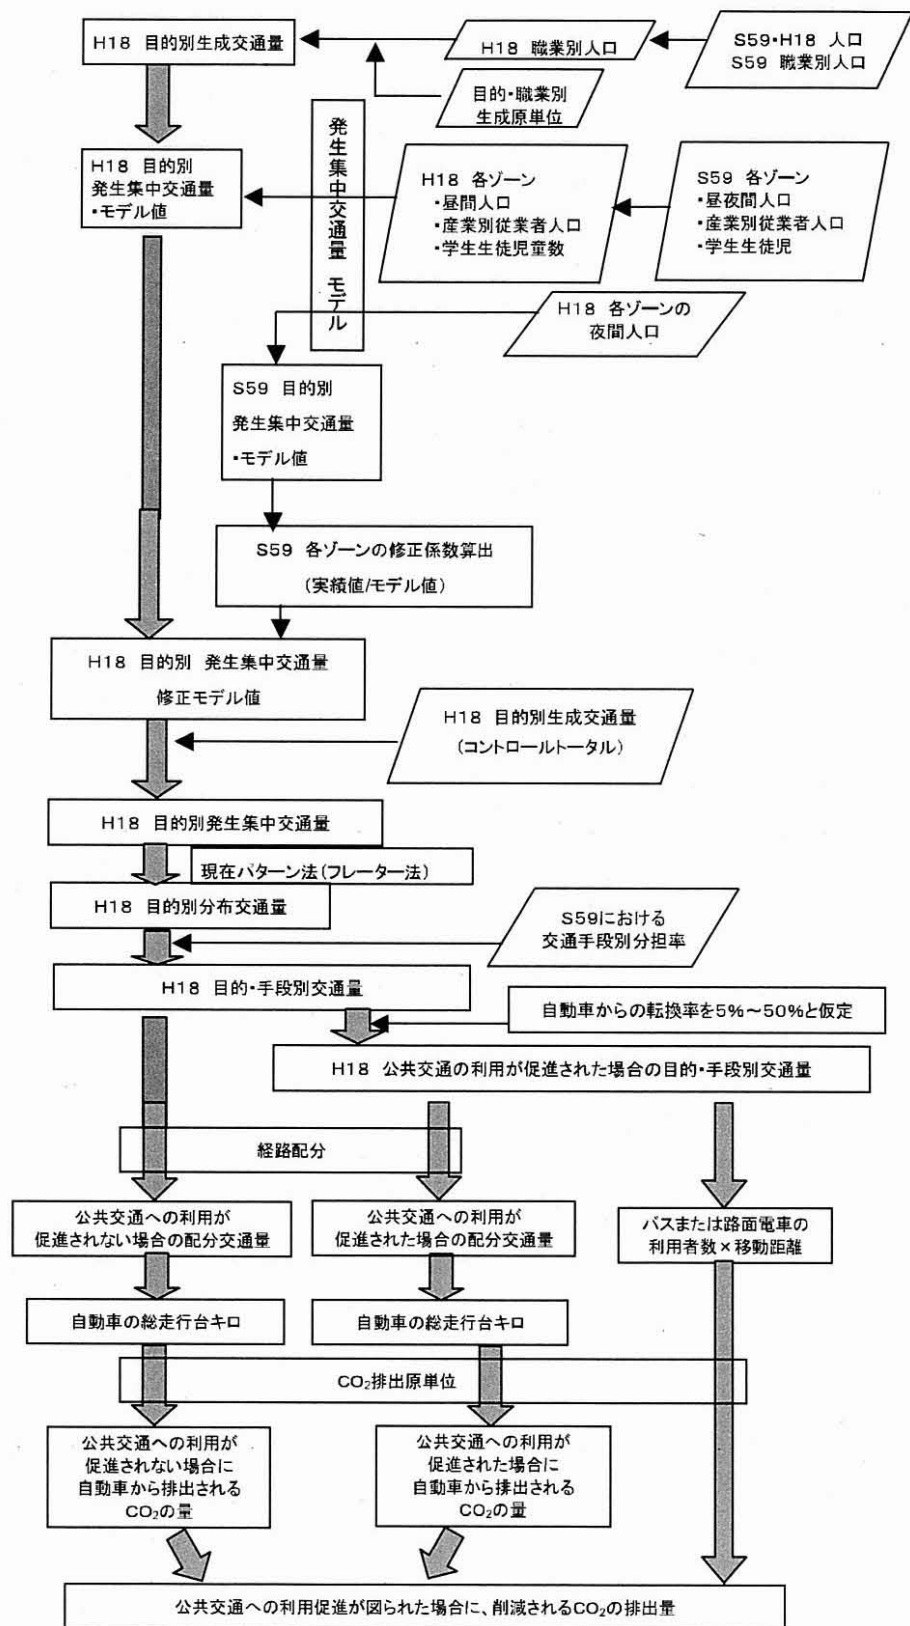 H18 目的別生成交通量
H18 職業別人口
S59・H18 人口
S59 職業別人口
目的・職業別
生成原単位
発生集中交通量 モデル
H18 目的別
発生集中交通量
・モデル値
H18 各ゾーン
・昼間人口
・産業別従業者人口
・学生生徒児童数
S59 各ゾーン
・昼夜間人口
・産業別従業者人口
・学生生徒児
H18 各ゾーンの
夜間人口
S59 目的別
発生集中交通量
・モデル値
S59 各ゾーンの修正係数算出
(実績値/モデル値)
H18 目的別 発生集中交通量
修正モデル値
H18 目的別生成交通量
(コントロールトータル)
H18 目的別発生集中交通量
現在パターン法(フレーター法)
H18 目的別分布交通量
S59における
交通手段別分担率
H18 目的・手段別交通量
自動車からの転換率を5%～50%と仮定
H18 公共交通の利用が促進された場合の目的・手段別交通量
経路配分
公共交通への利用が
促進されない場合の配分交通量
公共交通への利用が
促進された場合の配分交通量
バスまたは路面電車の
利用者数×移動距離
自動車の総走行台キロ
自動車の総走行台キロ
CO₂排出原単位
公共交通への利用が
促進されない場合に
自動車から排出される
CO₂の量
公共交通への利用が
促進された場合に
自動車から排出される
CO₂の量
公共交通への利用促進が図られた場合に、削減されるCO₂の排出量